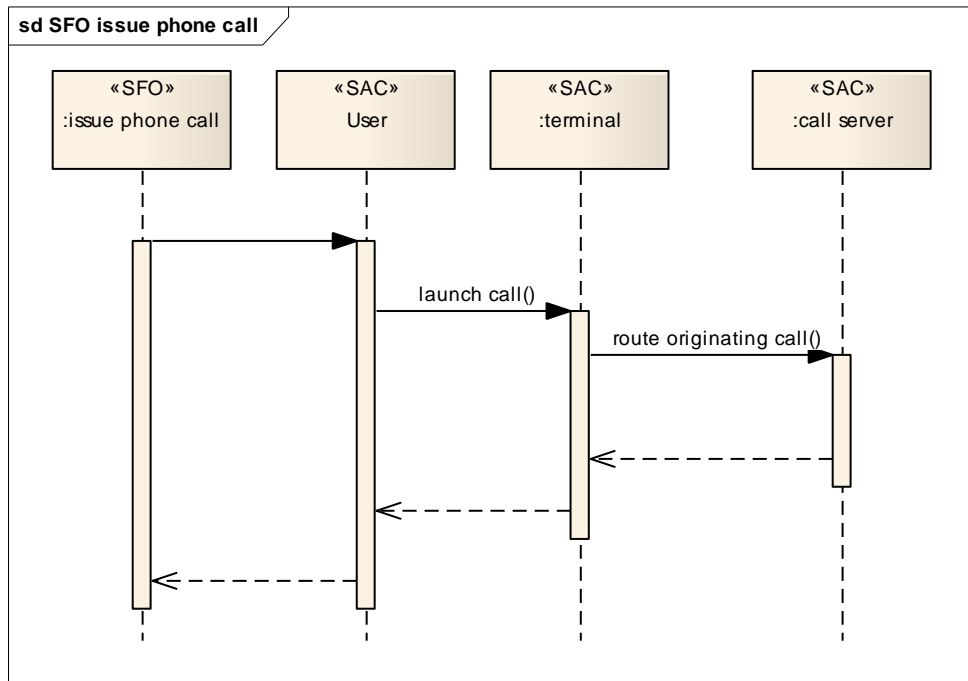 sd SFO issue phone call
«SFO»
:issue phone call
«SAC»
User
«SAC»
:terminal
«SAC»
:call server
launch call()
route originating call()